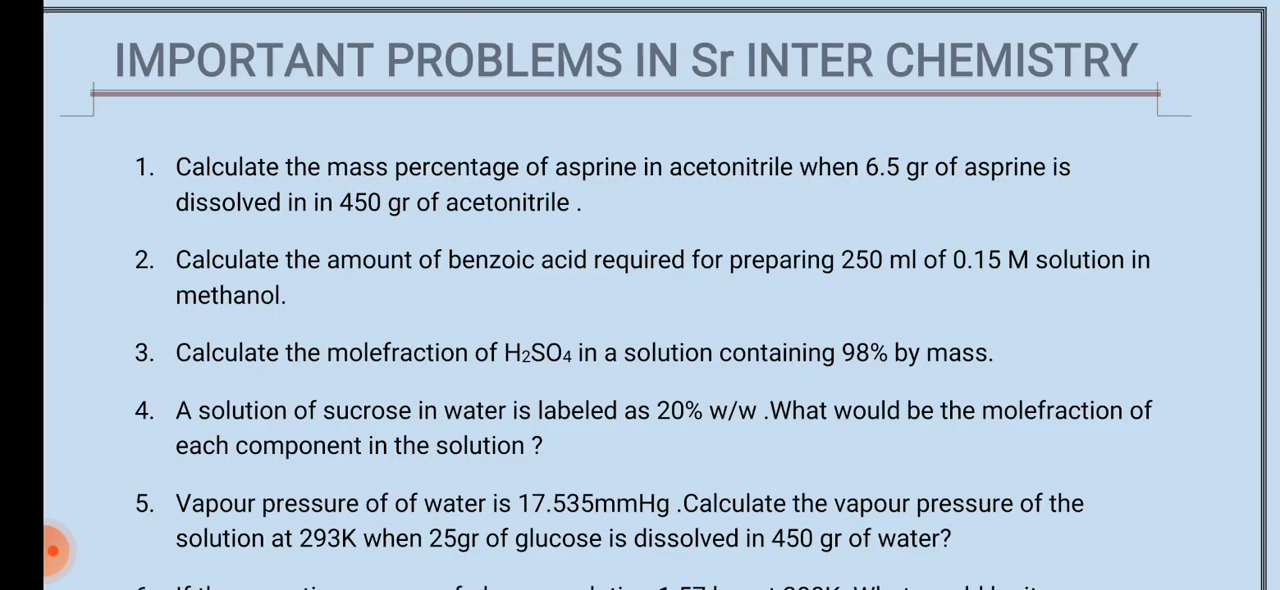 IMPORTANT PROBLEMS IN Sr INTER CHEMISTRY
1. Calculate the mass percentage of asprine in acetonitrile when 6.5 gr of asprine is
dissolved in in 450 gr of acetonitrile .
2. Calculate the amount of benzoic acid required for preparing 250 ml of 0.15 M solution in
methanol.
3. Calculate the molefraction of H₂SO₄ in a solution containing 98% by mass.
4. A solution of sucrose in water is labeled as 20% w/w .What would be the molefraction of
each component in the solution ?
5. Vapour pressure of of water is 17.535mmHg .Calculate the vapour pressure of the
solution at 293K when 25gr of glucose is dissolved in 450 gr of water?